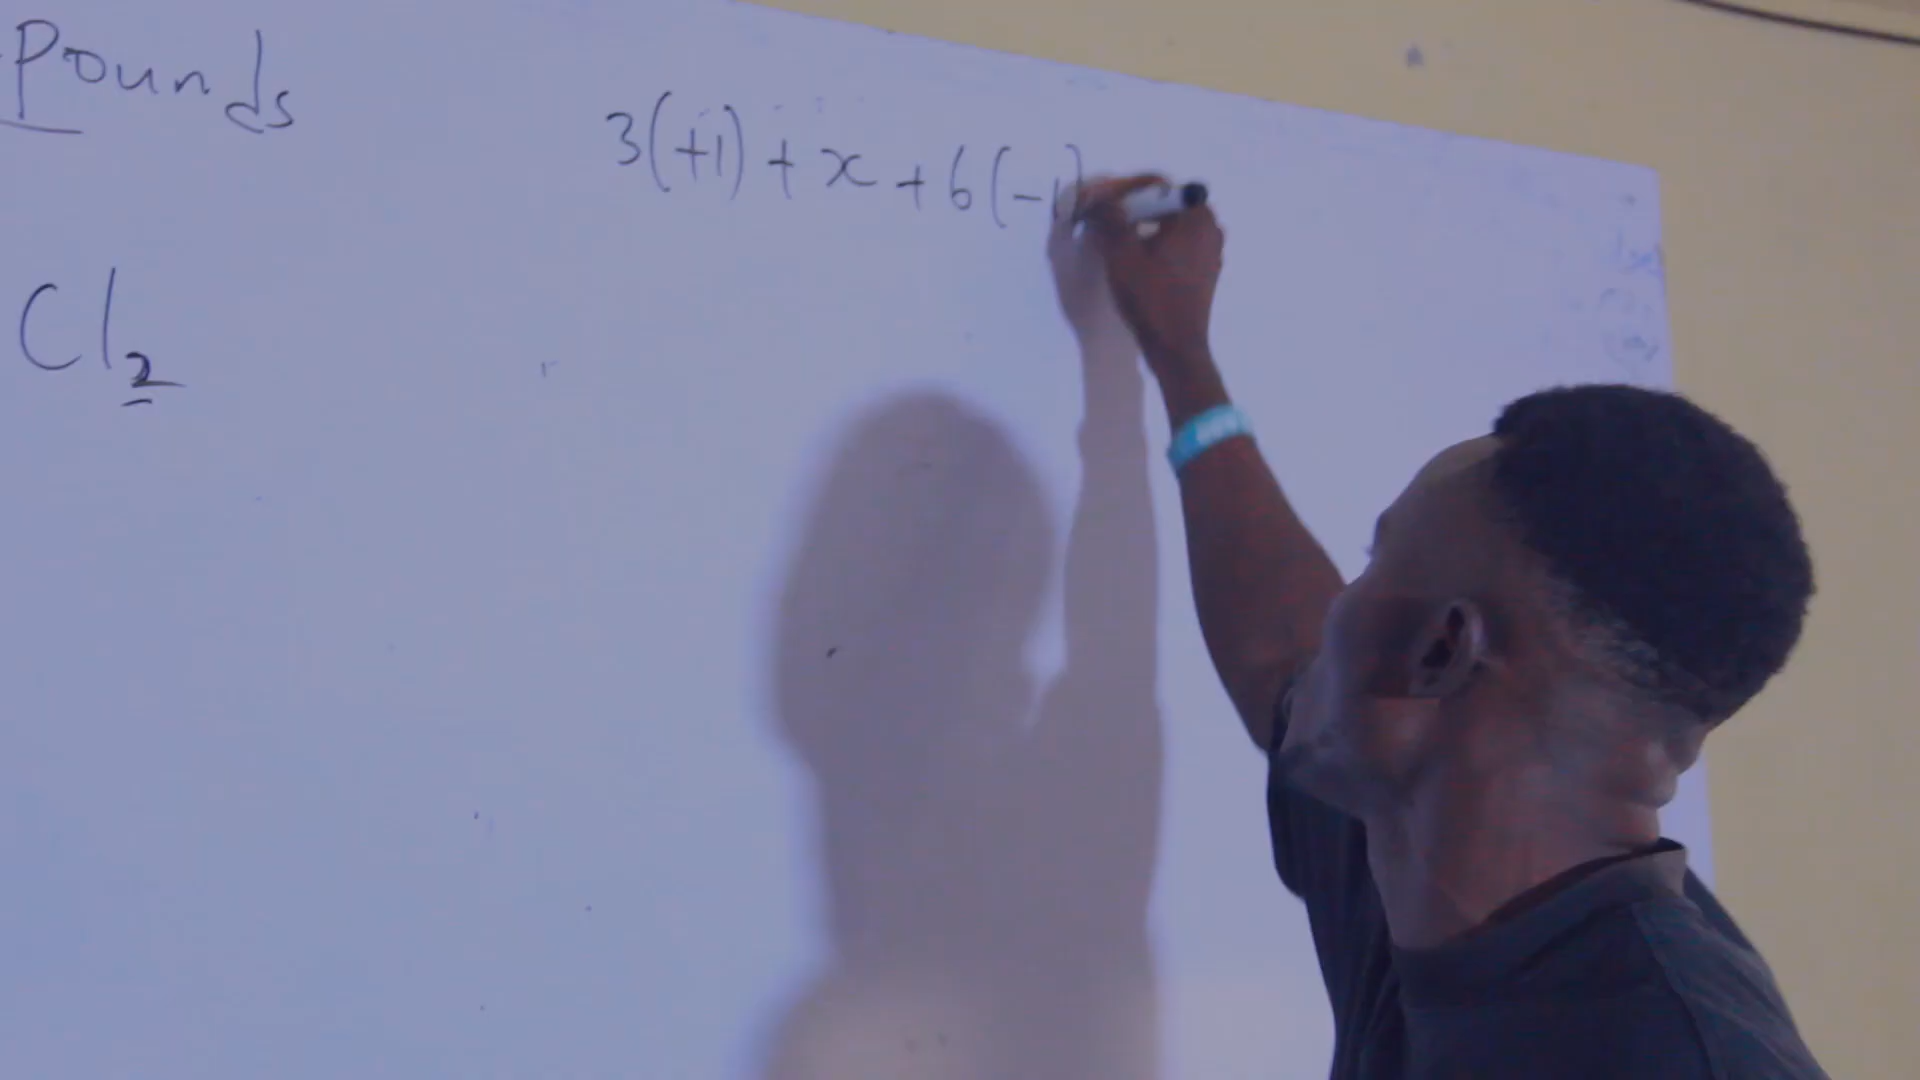 Pounds
3(+1) + x + 6(-1)
Cl₂